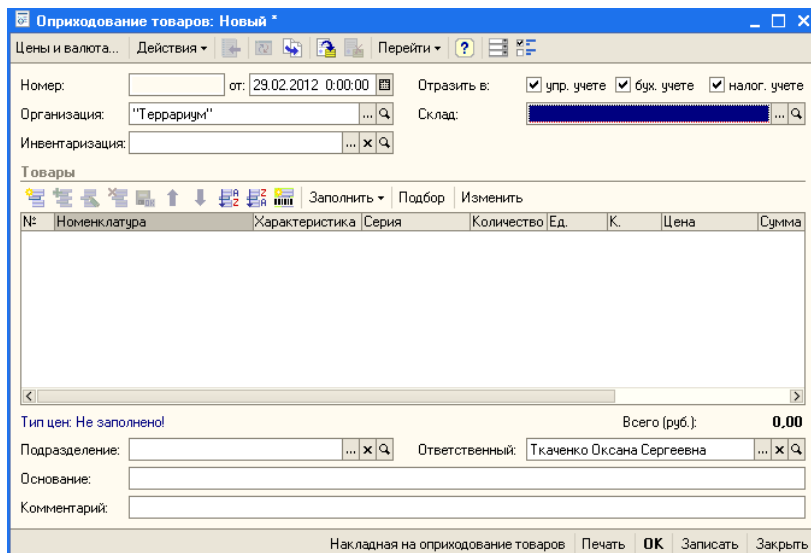 Оприходование товаров: Новый *
Цены и валюта... Действия Перейти ?
Номер: от: 29.02.2012 0:00:00 Отразить в: упр. учете бух. учете налог. учете
Организация: "Террариум" ... Склад: ...
Инвентаризация: ... x
Товары
Заполнить Подбор Изменить
№ Номенклатура Характеристика Серия Количество Ед. К. Цена Сумма
Тип цен: Не заполнено! Всего (руб.): 0,00
Подразделение: ... x Ответственный: Ткаченко Оксана Сергеевна ... x
Основание:
Комментарий:
Накладная на оприходование товаров Печать OK Записать Закрыть